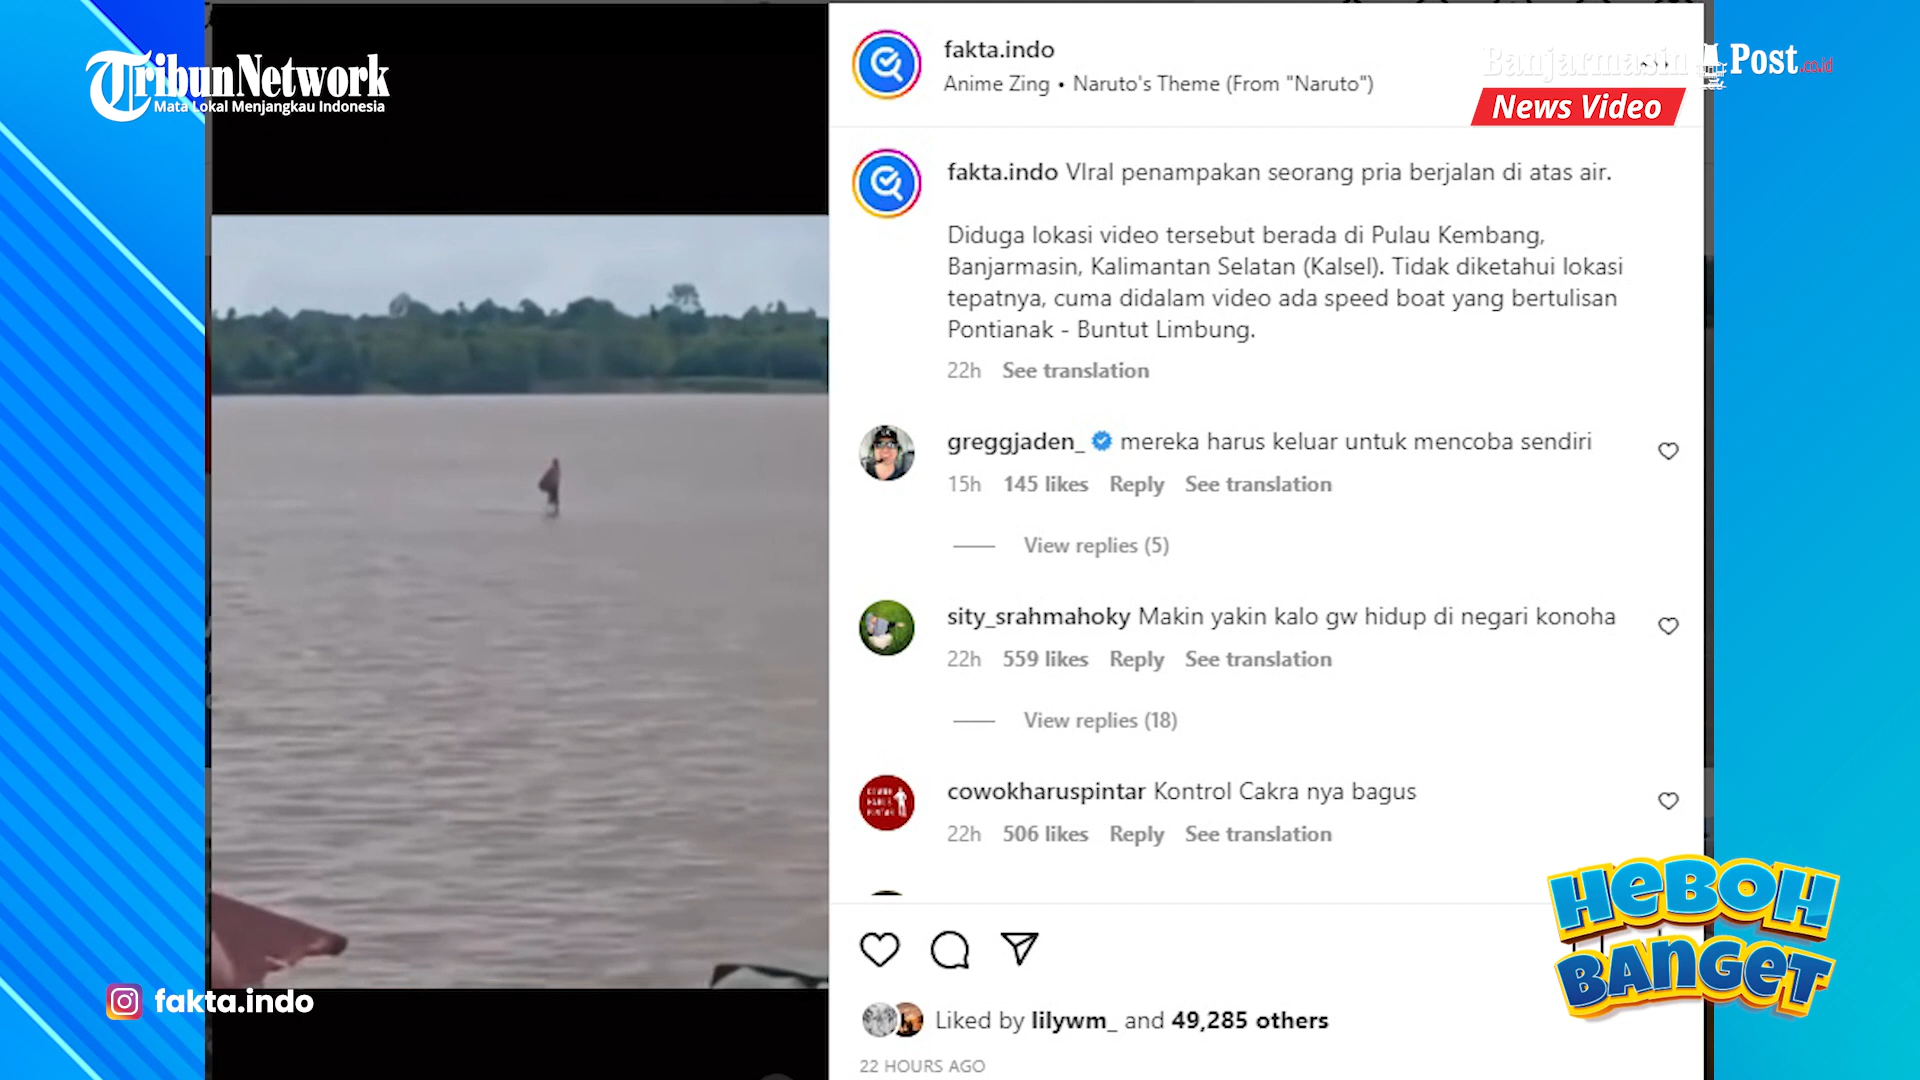 TribunNetwork
Mata Lokal Menjangkau Indonesia
fakta.indo
Anime Zing • Naruto's Theme (From "Naruto")
Banjarmasin Post.co.id
News Video
fakta.indo VIral penampakan seorang pria berjalan di atas air.
Diduga lokasi video tersebut berada di Pulau Kembang,
Banjarmasin, Kalimantan Selatan (Kalsel). Tidak diketahui lokasi
tepatnya, cuma didalam video ada speed boat yang bertulisan
Pontianak - Buntut Limbung.
22h See translation
greggjaden_ mereka harus keluar untuk mencoba sendiri
15h 145 likes Reply See translation
View replies (5)
sity_srahmahoky Makin yakin kalo gw hidup di negari konoha
22h 559 likes Reply See translation
View replies (18)
COWOK
HARUS
PINTAR
cowokharuspintar Kontrol Cakra nya bagus
22h 506 likes Reply See translation
Liked by lilywm_ and 49,285 others
22 HOURS AGO
fakta.indo
HEBOH
BANGET